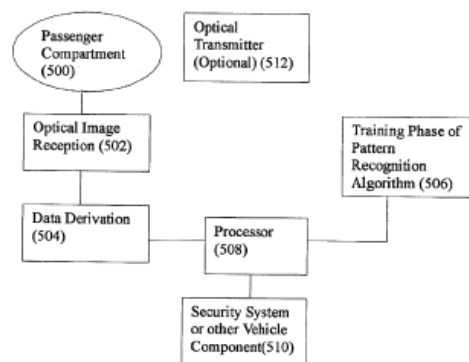 Passenger
Compartment
(500)
Optical
Transmitter
(Optional) (512)
Optical Image
Reception (502)
Training Phase of
Pattern
Recognition
Algorithm (506)
Data Derivation
(504)
Processor
(508)
Security System
or other Vehicle
Component(510)